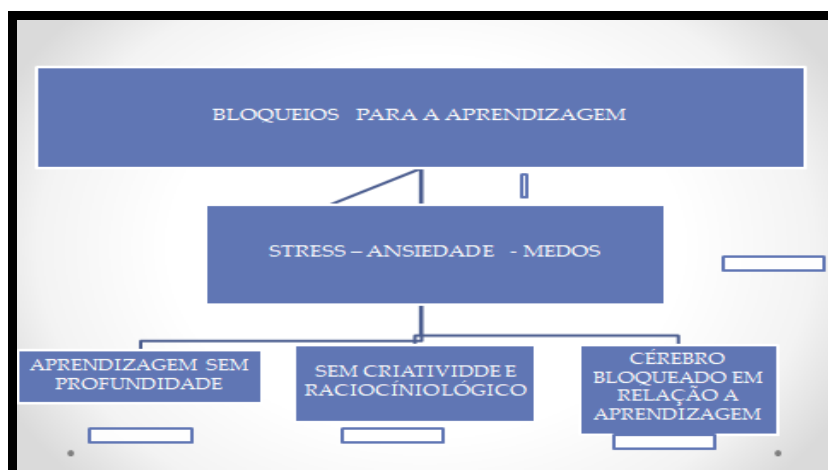 BLOQUEIOS PARA A APRENDIZAGEM
STRESS – ANSIEDADE - MEDOS
APRENDIZAGEM SEM
PROFUNDIDADE
SEM CRIATIVIDDE E
RACIOCÍNIOLÓGICO
CÉREBRO
BLOQUEADO EM
RELAÇÃO A
APRENDIZAGEM